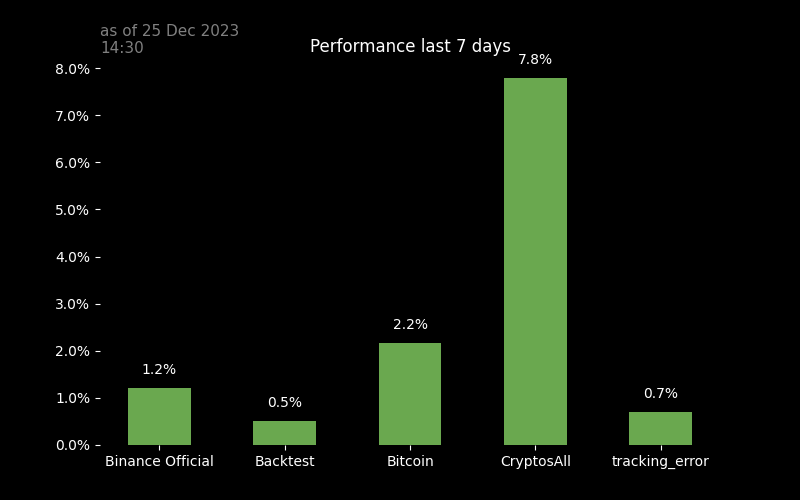 as of 25 Dec 2023
14:30
Performance last 7 days
8.0%
7.0%
6.0%
5.0%
4.0%
3.0%
2.0%
1.0%
0.0%
1.2%
0.5%
2.2%
7.8%
0.7%
Binance Official
Backtest
Bitcoin
CryptosAll
tracking_error